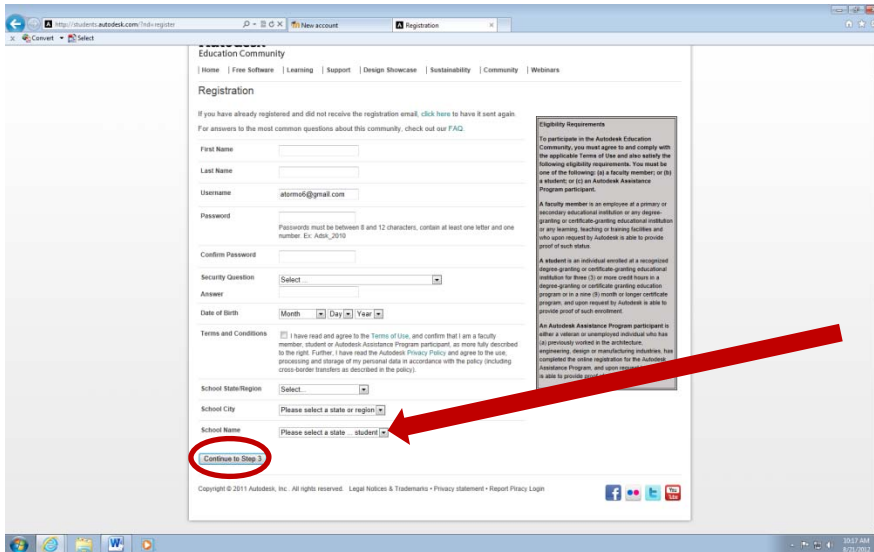 http://students.autodesk.com/?nd=register
New account
Registration
x Convert Select
Education Community
Home | Free Software | Learning | Support | Design Showcase | Sustainability | Community | Webinars
Registration
If you have already registered and did not receive the registration email, click here to have it sent again.
For answers to the most common questions about this community, check out our FAQ.
First Name
Last Name
Username
atormo6@gmail.com
Password
Passwords must be between 8 and 12 characters, contain at least one letter and one
number. Ex: Adsk_2010
Confirm Password
Security Question
Select ...
Answer
Date of Birth
Month Day Year
Terms and Conditions
I have read and agree to the Terms of Use, and confirm that I am a faculty
member, student or Autodesk Assistance Program participant, as more fully described
to the right. Further, I have read the Autodesk Privacy Policy and agree to the use,
processing and storage of my personal data in accordance with the policy (including
cross-border transfers as described in the policy).
School State/Region
Select...
School City
Please select a state or region
School Name
Please select a state ... student
Continue to Step 3
Eligibility Requirements
To participate in the Autodesk Education
Community, you must agree to and comply with
the applicable Terms of Use and also satisfy the
following eligibility requirements. You must be
one of the following: (a) a faculty member; or (b)
a student; or (c) an Autodesk Assistance
Program participant.
A faculty member is an employee at a primary or
secondary educational institution or any degree-
granting or certificate-granting educational institution
or any learning, teaching or training facilities and
who upon request by Autodesk is able to provide
proof of such status.
A student is an individual enrolled at a recognized
degree-granting or certificate-granting educational
institution for three (3) or more credit hours in a
degree-granting or certificate granting education
program or in a nine (9) month or longer certificate
program, and upon request by Autodesk is able to
provide proof of such enrollment.
An Autodesk Assistance Program participant is
either a veteran or unemployed individual who has
(a) previously worked in the architecture,
engineering, design or manufacturing industries, has
completed the online registration for the Autodesk
Assistance Program, and upon request
is able to provide proof of
Copyright © 2011 Autodesk, Inc. All rights reserved. Legal Notices & Trademarks • Privacy statement • Report Piracy Login
You
Tube
10:17 AM
8/21/2012